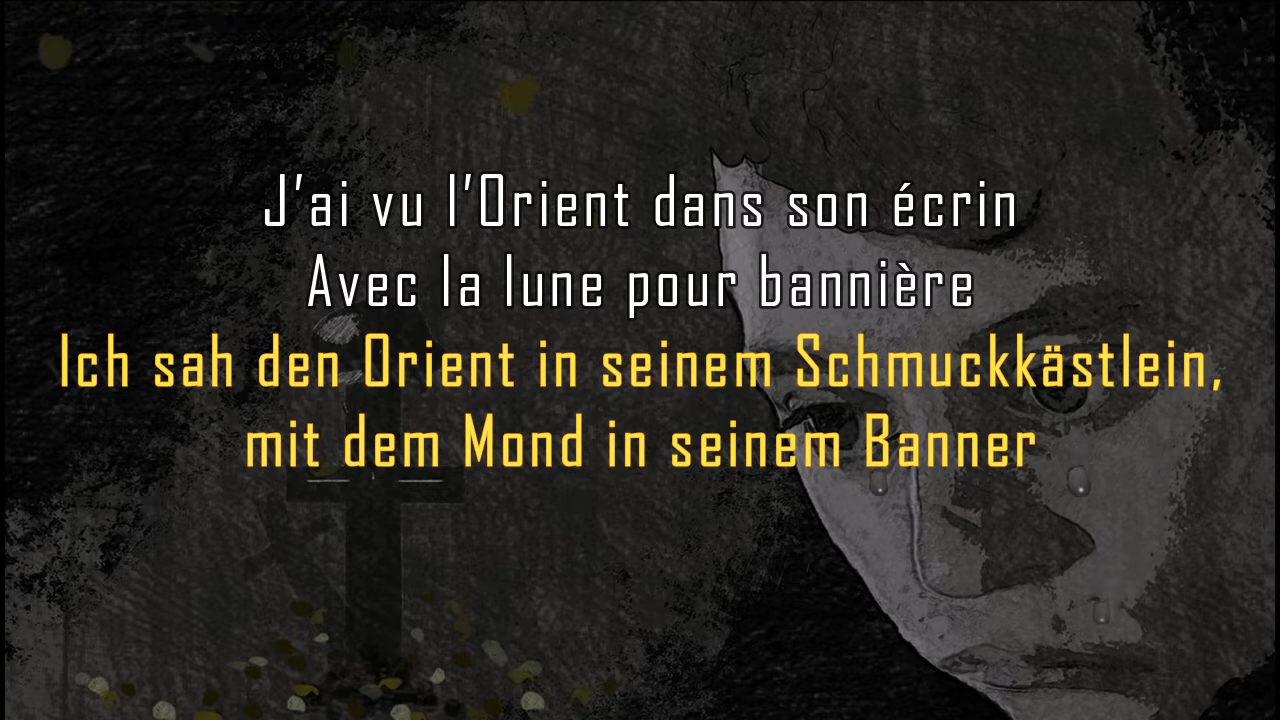 J'ai vu l'Orient dans son écrin
Avec la lune pour bannière
Ich sah den Orient in seinem Schmuckkästlein,
mit dem Mond in seinem Banner